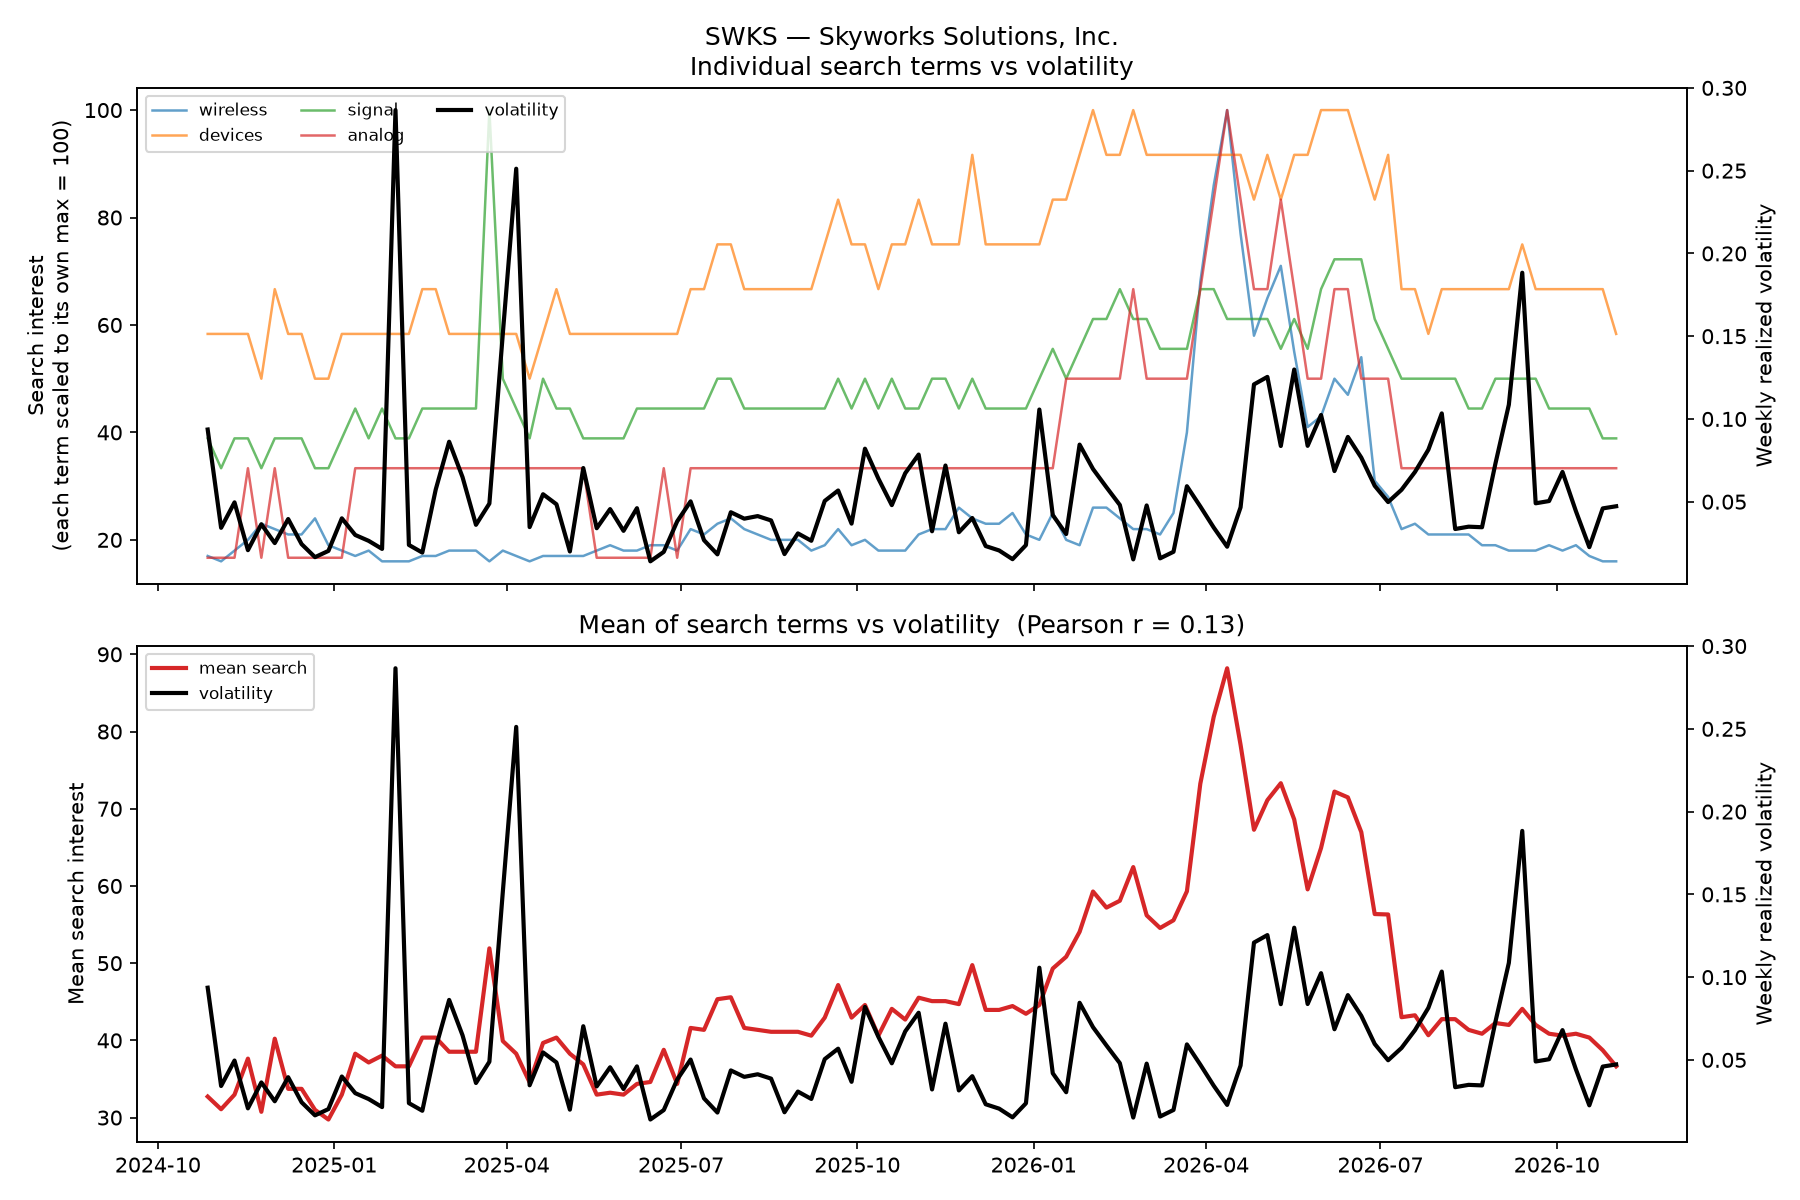 SWKS — Skyworks Solutions, Inc.
Individual search terms vs volatility
wireless
devices
signal
analog
volatility
Search interest
(each term scaled to its own max = 100)
100
80
60
40
20
0.30
0.25
0.20
0.15
0.10
0.05
Weekly realized volatility
Mean of search terms vs volatility (Pearson r = 0.13)
mean search
volatility
Mean search interest
90
80
70
60
50
40
30
0.30
0.25
0.20
0.15
0.10
0.05
Weekly realized volatility
2024-10
2025-01
2025-04
2025-07
2025-10
2026-01
2026-04
2026-07
2026-10